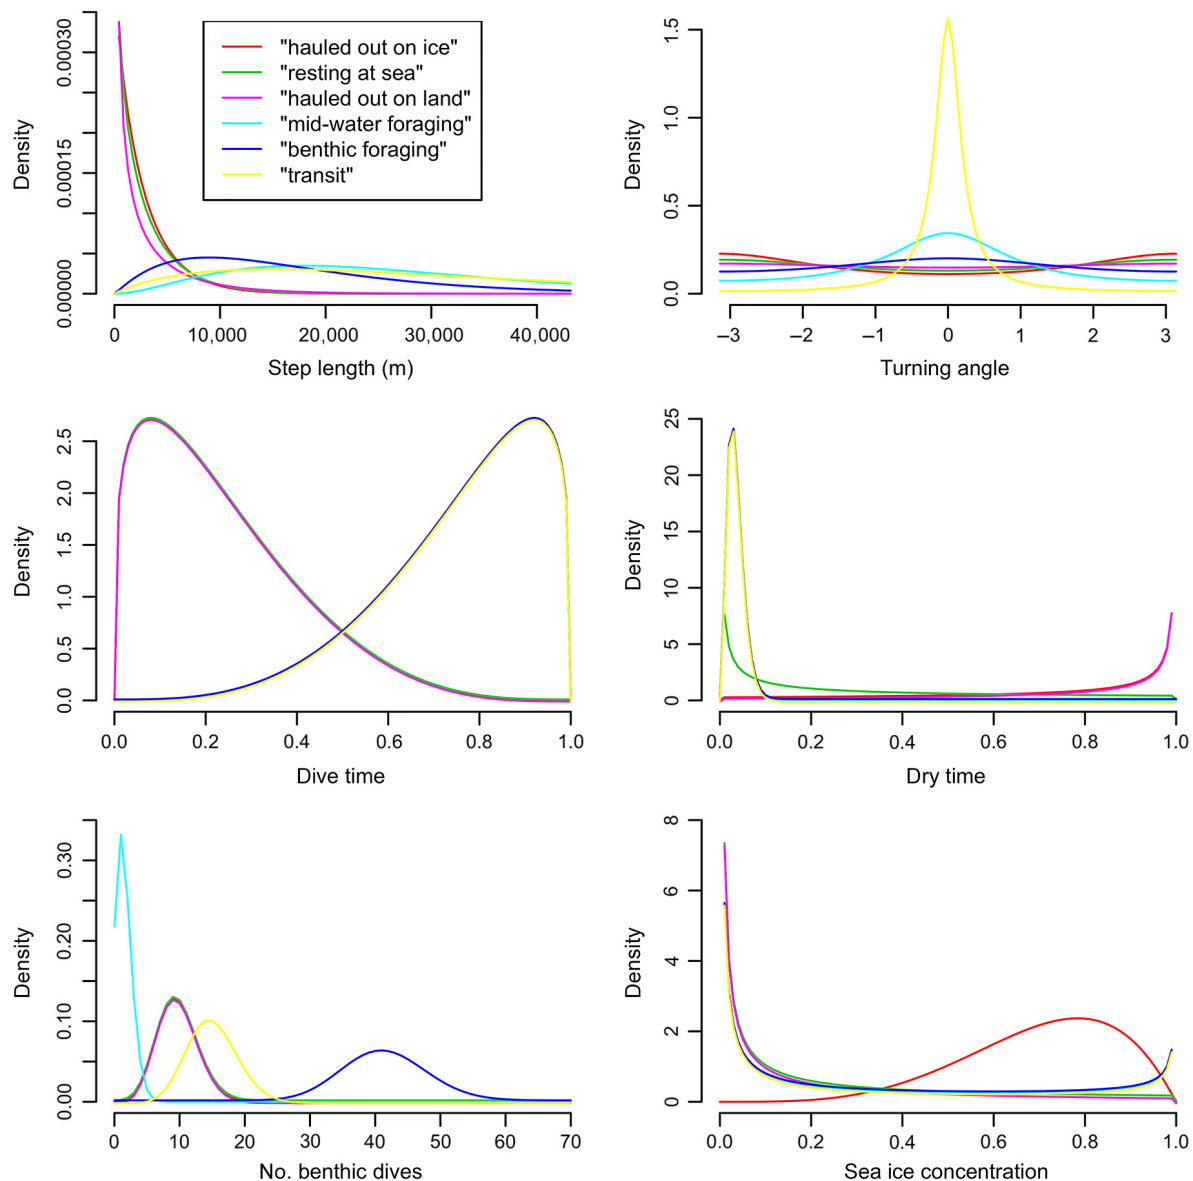 0.00030
0.00015
0.00000
Density
"hauled out on ice"
"resting at sea"
"hauled out on land"
"mid-water foraging"
"benthic foraging"
"transit"
0 10,000 20,000 30,000 40,000
Step length (m)
1.5
1.0
0.5
0.0
Density
–3 –2 –1 0 1 2 3
Turning angle
2.5
2.0
1.5
1.0
0.5
0.0
Density
0.0 0.2 0.4 0.6 0.8 1.0
Dive time
25
20
15
10
5
0
Density
0.0 0.2 0.4 0.6 0.8 1.0
Dry time
0.30
0.20
0.10
0.00
Density
0 10 20 30 40 50 60 70
No. benthic dives
8
6
4
2
0
Density
0.0 0.2 0.4 0.6 0.8 1.0
Sea ice concentration